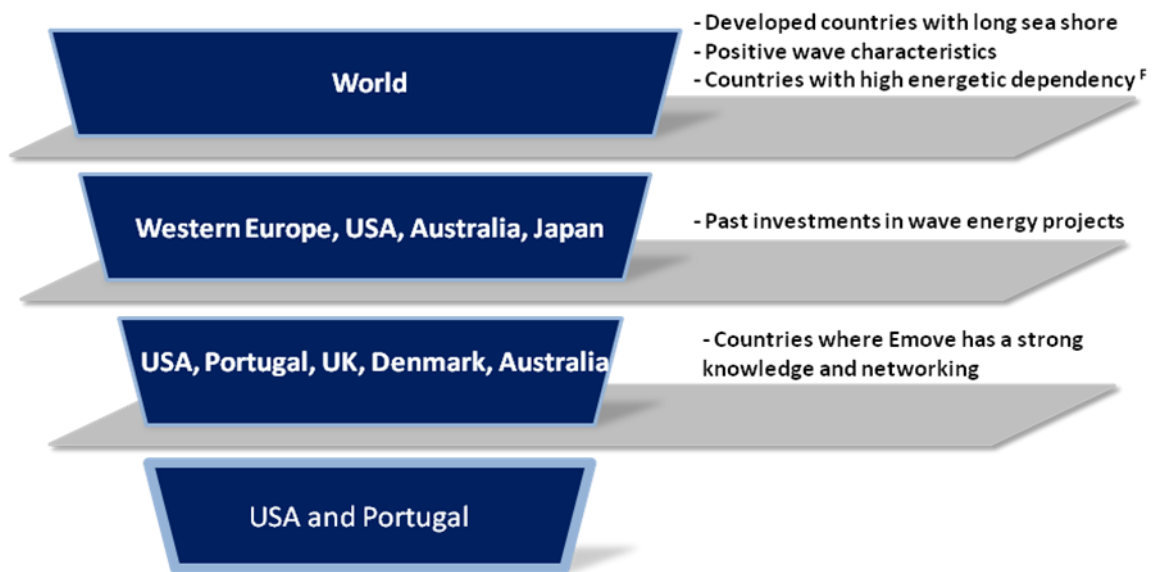 World
- Developed countries with long sea shore
- Positive wave characteristics
- Countries with high energetic dependency F
Western Europe, USA, Australia, Japan
- Past investments in wave energy projects
USA, Portugal, UK, Denmark, Australia
- Countries where Emove has a strong
knowledge and networking
USA and Portugal